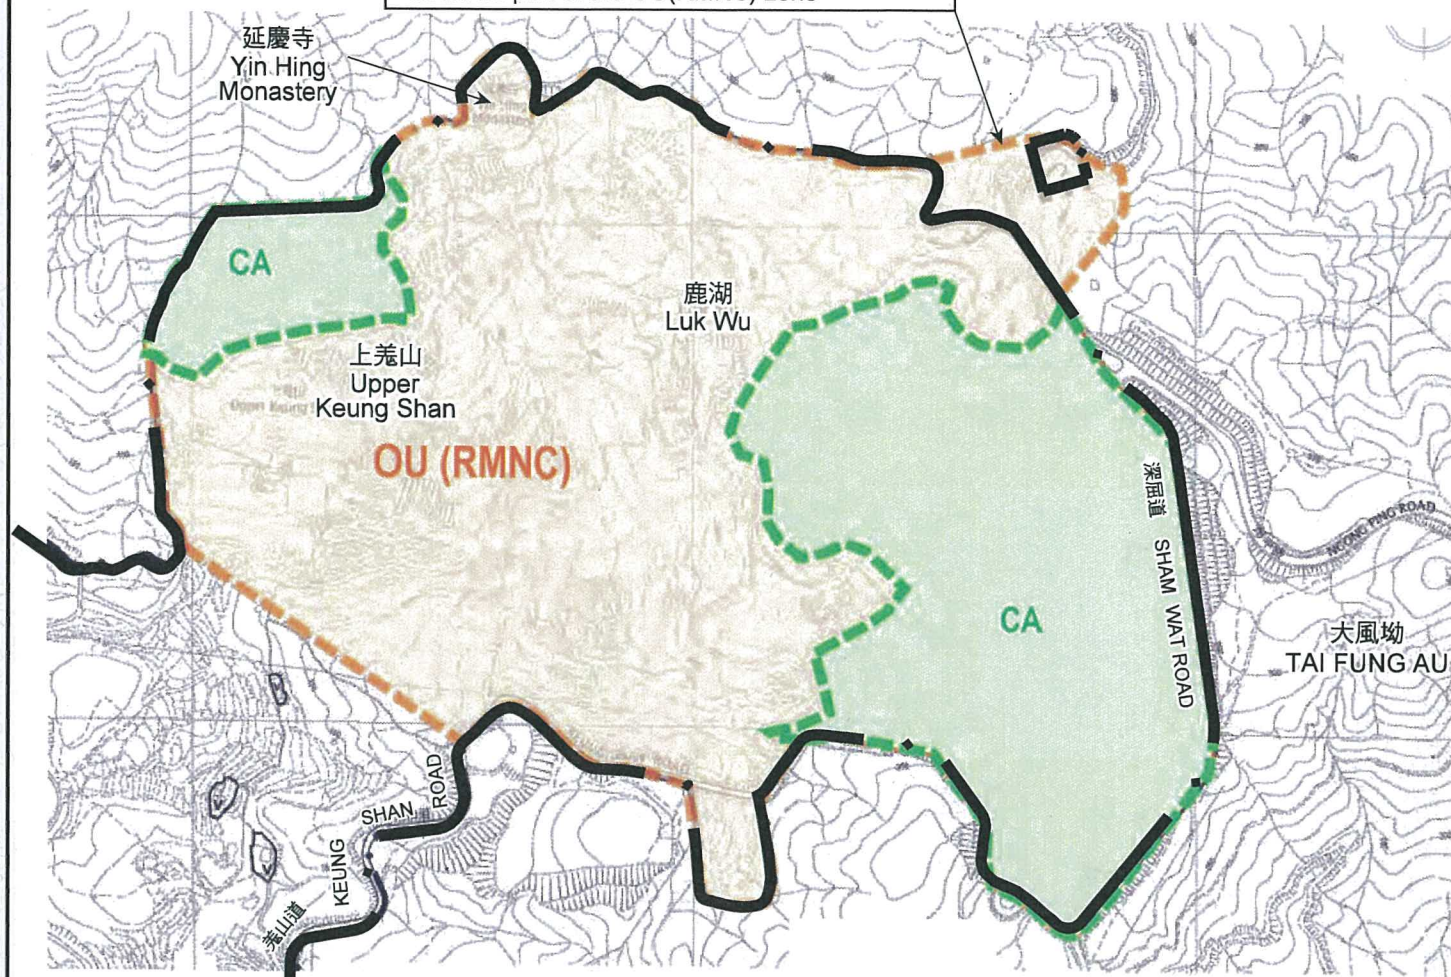 延慶寺
Yin Hing
Monastery
CA
鹿湖
Luk Wu
上羗山
Upper
Keung Shan
OU (RMNC)
深屈道 SHAM WAT ROAD
NGONG PING ROAD
CA
大風坳
TAI FUNG AU
羗山道 KEUNG SHAN ROAD